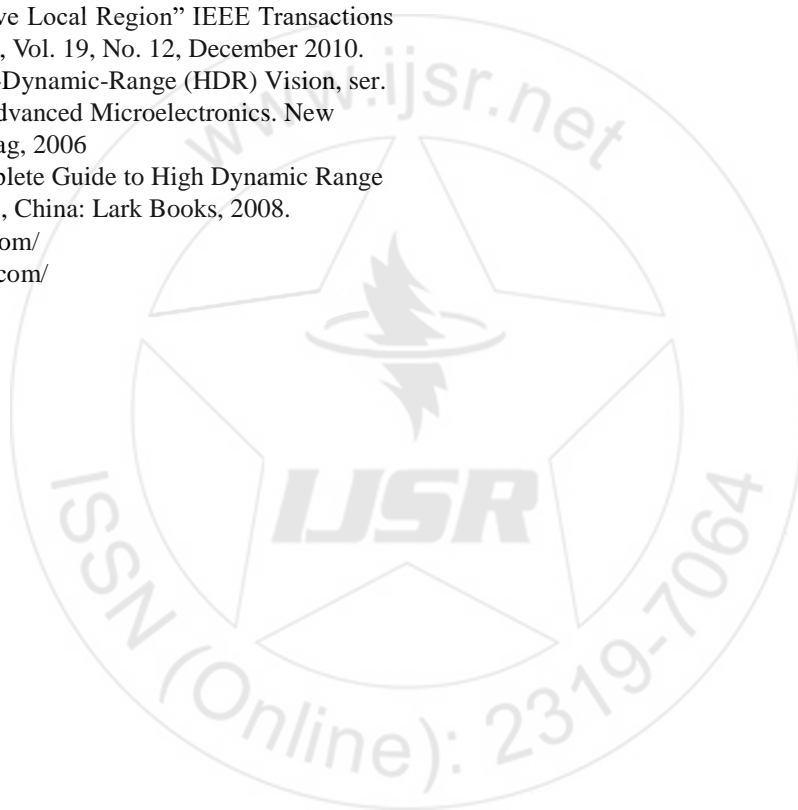 ve Local Region” IEEE Transactions
, Vol. 19, No. 12, December 2010.
-Dynamic-Range (HDR) Vision, ser.
dvanced Microelectronics. New
ag, 2006
plete Guide to High Dynamic Range
, China: Lark Books, 2008.
om/
com/
www.ijsr.net
IJSR
ISSN (Online): 2319-7064